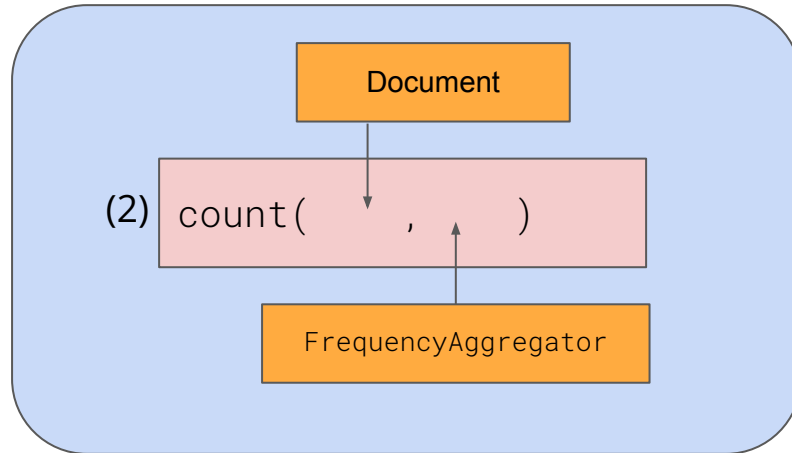 Document
(2) count( , )
FrequencyAggregator